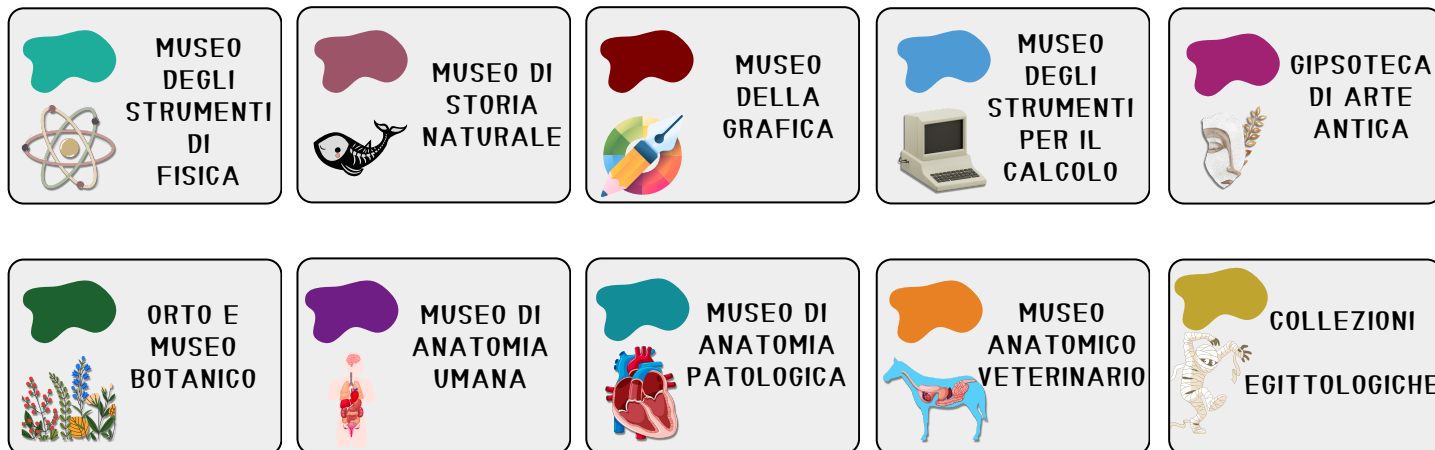 MUSEO
DEGLI
STRUMENTI
DI
FISICA
MUSEO DI
STORIA
NATURALE
MUSEO
DELLA
GRAFICA
MUSEO
DEGLI
STRUMENTI
PER IL
CALCOLO
GIPSOTECA
DI ARTE
ANTICA
ORTO E
MUSEO
BOTANICO
MUSEO DI
ANATOMIA
UMANA
MUSEO DI
ANATOMIA
PATOLOGICA
MUSEO
ANATOMICO
VETERINARIO
COLLEZIONI
EGITTOLOGICHE